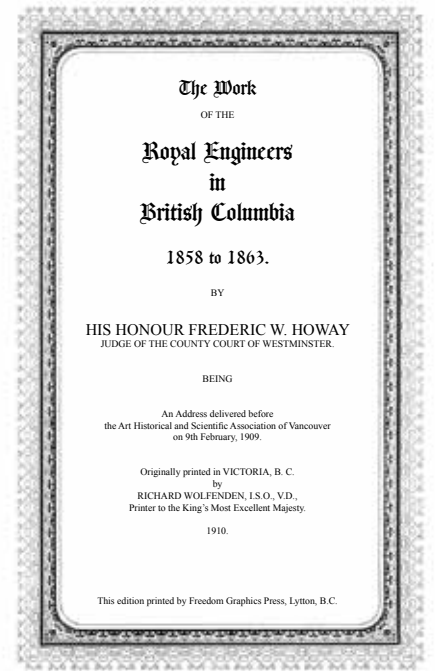 The Work
OF THE
Royal Engineers
in
British Columbia
1858 to 1863.
BY
HIS HONOUR FREDERIC W. HOWAY
JUDGE OF THE COUNTY COURT OF WESTMINSTER.
BEING
An Address delivered before
the Art Historical and Scientific Association of Vancouver
on 9th February, 1909.
Originally printed in VICTORIA, B. C.
by
RICHARD WOLFENDEN, I.S.O., V.D.,
Printer to the King's Most Excellent Majesty.
1910.
This edition printed by Freedom Graphics Press, Lytton, B.C.